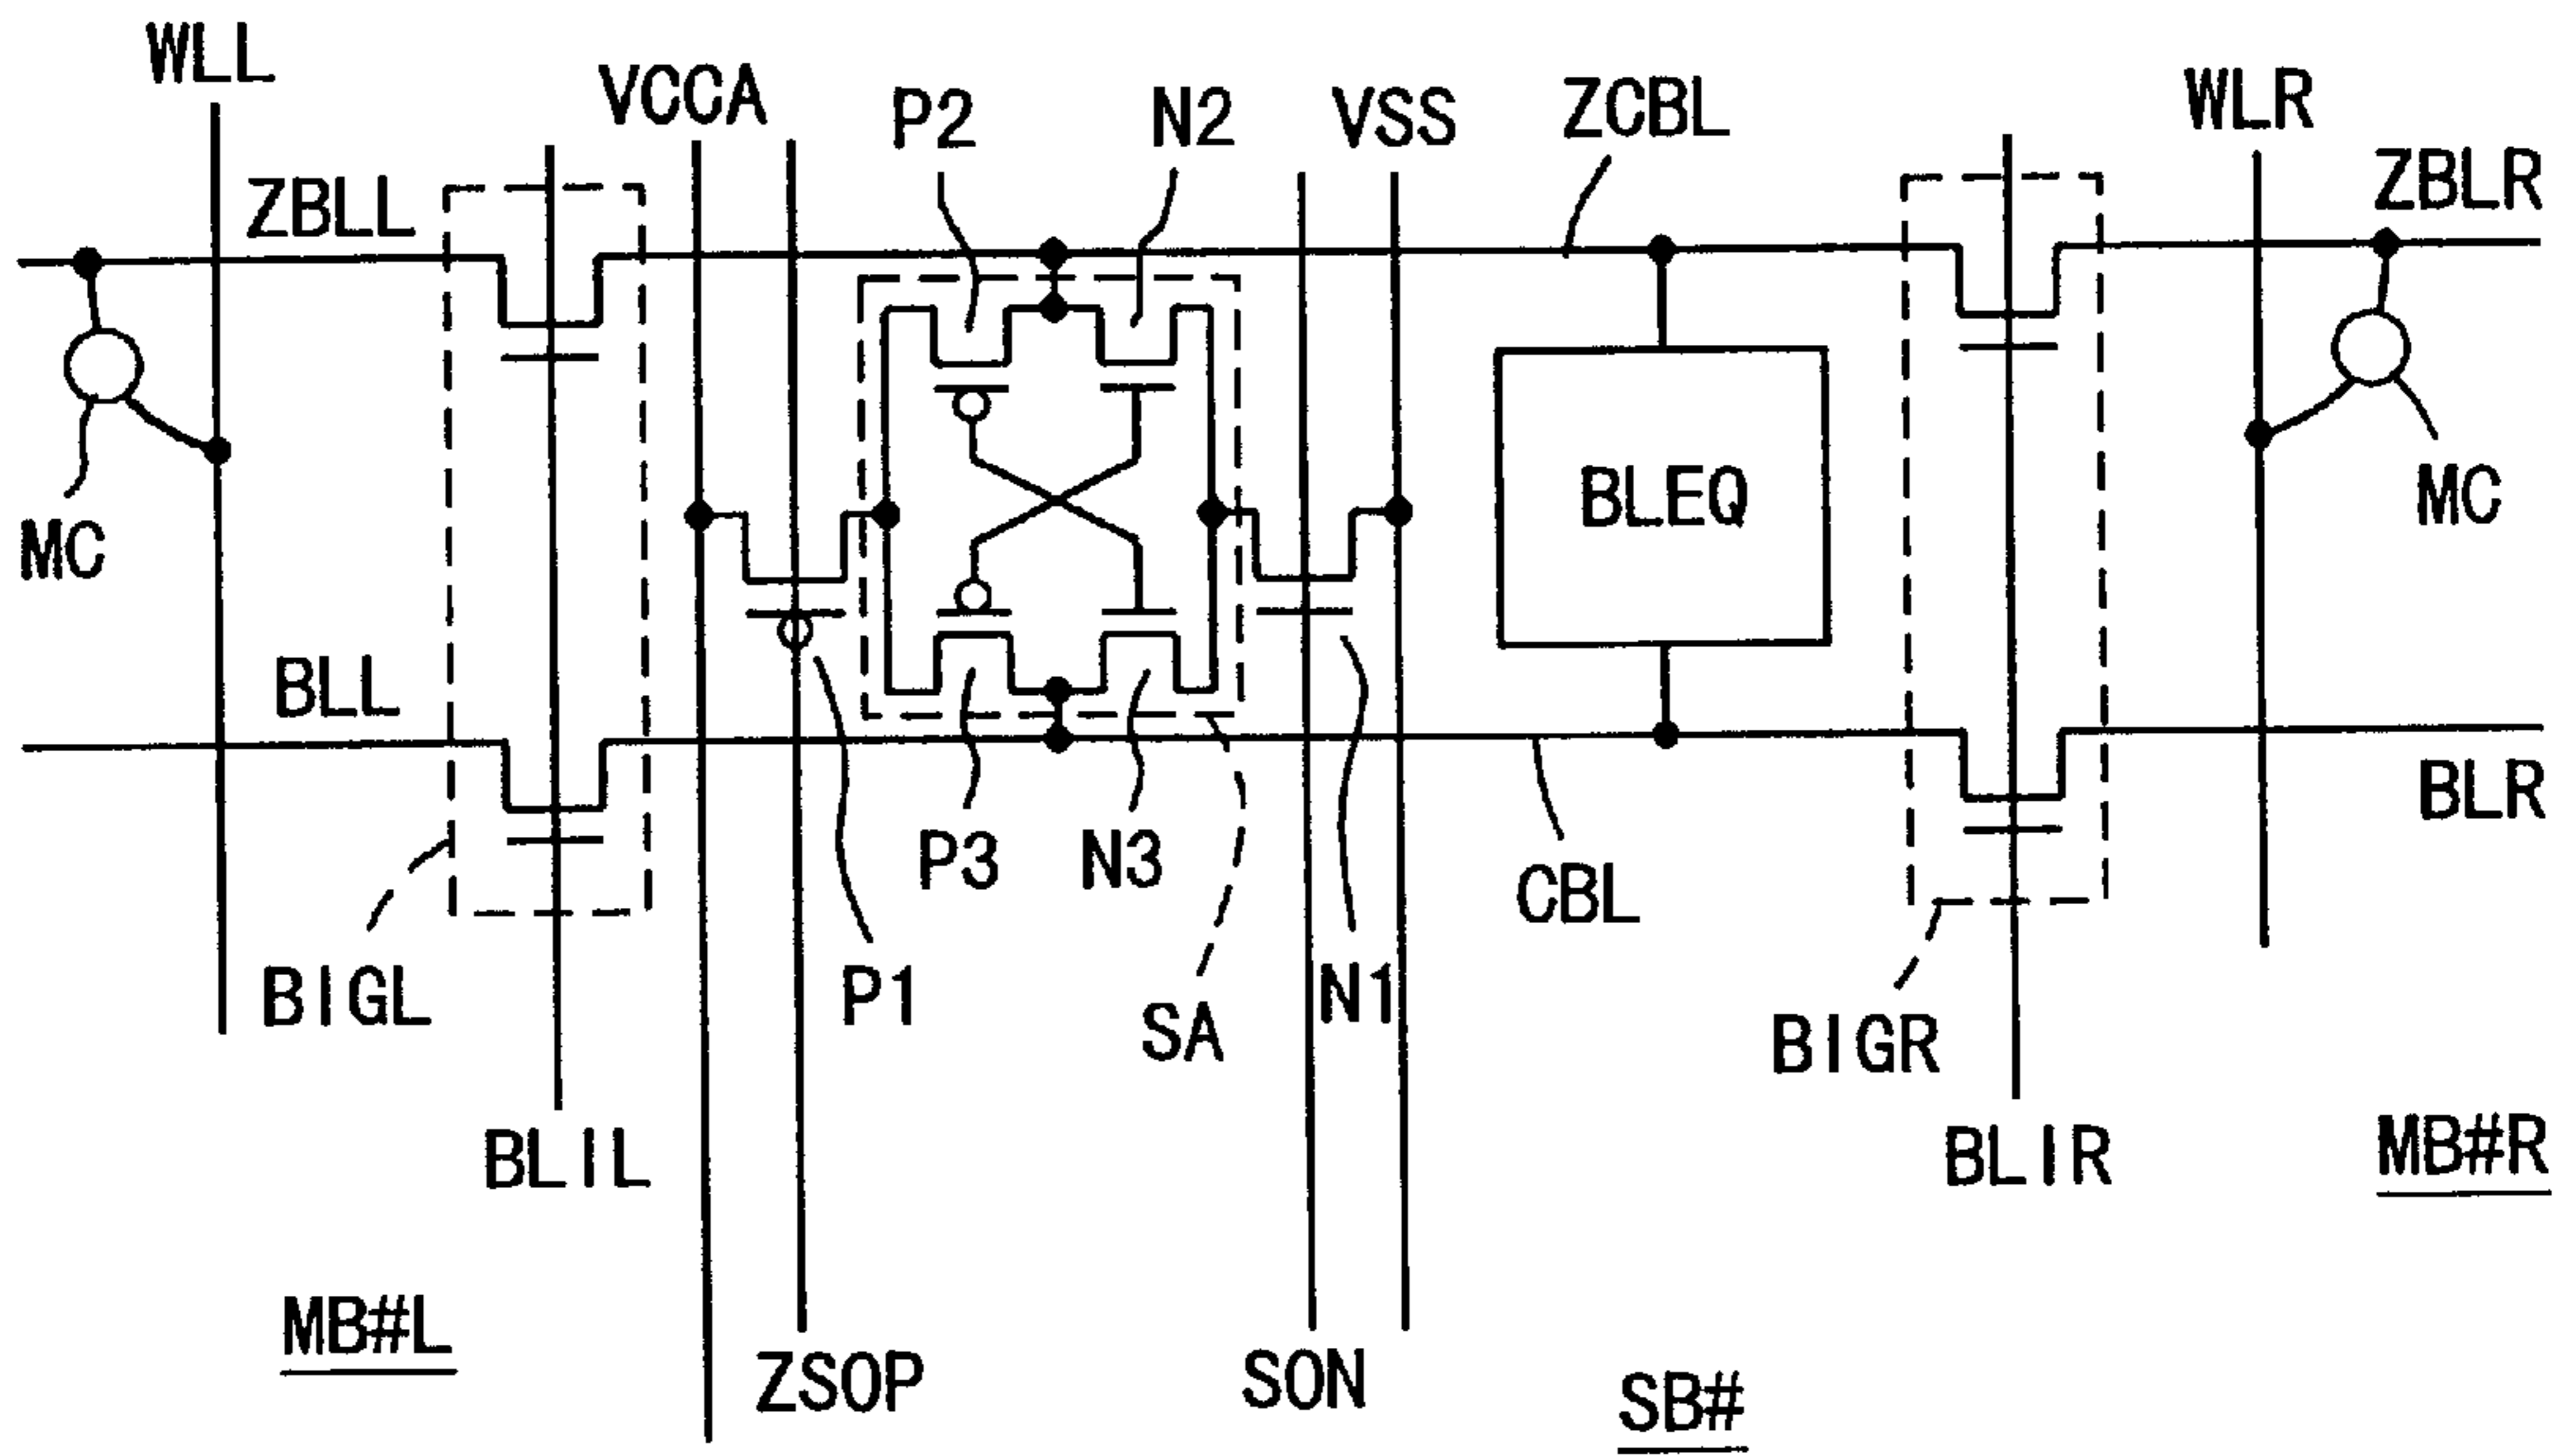 WLL
VCCA
P2
N2
VSS
ZCBL
WLR
ZBLL
ZBLR
MC
BLEQ
MC
BLL
BLR
P3
N3
CBL
BIGL
P1
SA
N1
BIGR
BLIL
BLIR
MB#R
MB#L
ZSOP
SON
SB#